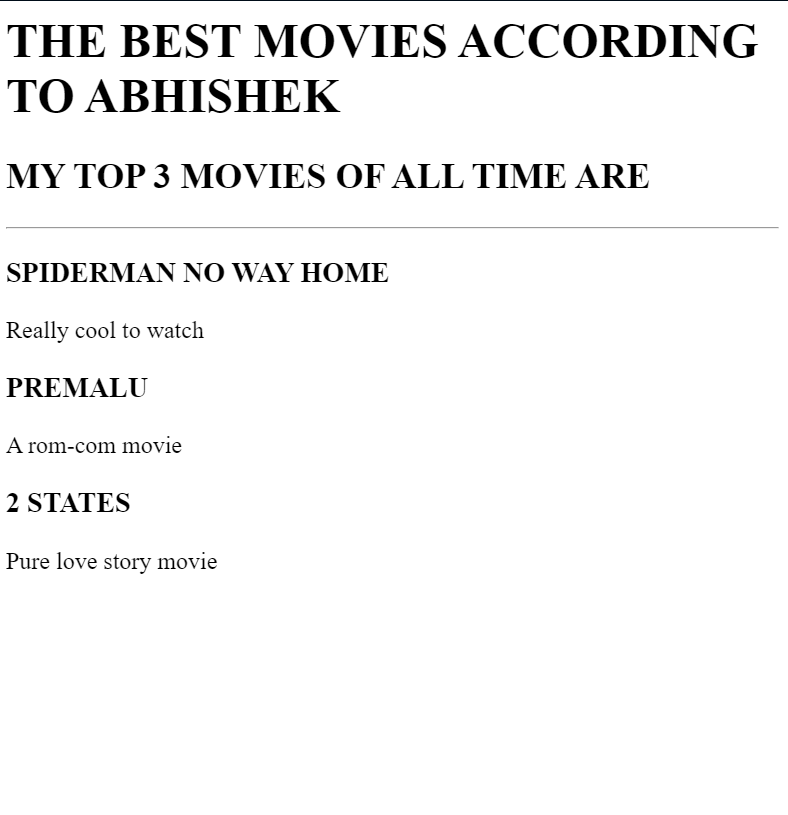 THE BEST MOVIES ACCORDING
TO ABHISHEK
MY TOP 3 MOVIES OF ALL TIME ARE
SPIDERMAN NO WAY HOME
Really cool to watch
PREMALU
A rom-com movie
2 STATES
Pure love story movie